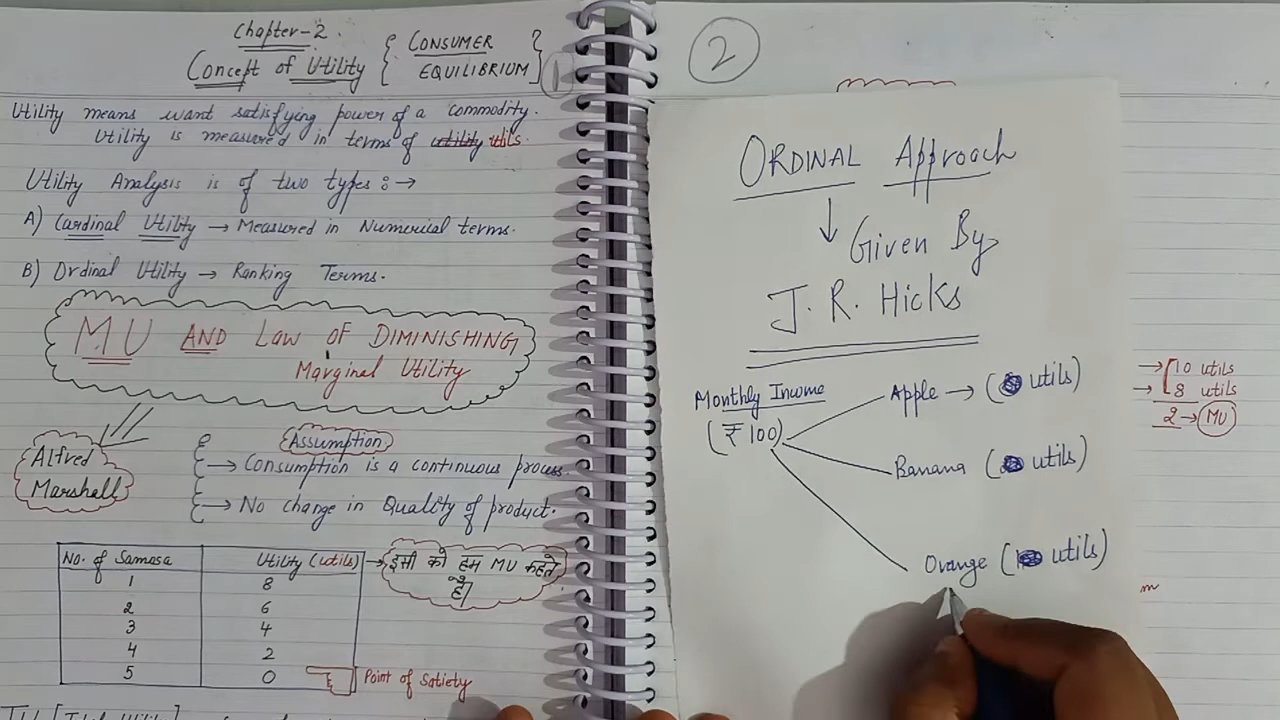 Chapter-2.
Concept of Utility { CONSUMER EQUILIBRIUM } 1
Utility means want satisfying power of a commodity.
Utility is measured in terms of utility utils.
Utility Analysis is of two types :→
A) Cardinal Utility → Measured in Numerical terms.
B) Ordinal Utility → Ranking Terms.
MU AND Law of DIMINISHING
Marginal Utility
Alfred
Marshell
Assumption
→ Consumption is a continuous process.
→ No change in Quality of product.
No. of Samosa Utility (utils) → इसी को हम MU कहते
है।
1 8
2 6
3 4
4 2
5 0 Point of Satiety
2
ORDINAL Approach
↓ Given By
J. R. Hicks
Monthly Income
(₹ 100)
Apple → ( utils)
Banana ( utils)
Orange (1 utils)
→ 10 utils
→ 8 utils
2 → MU